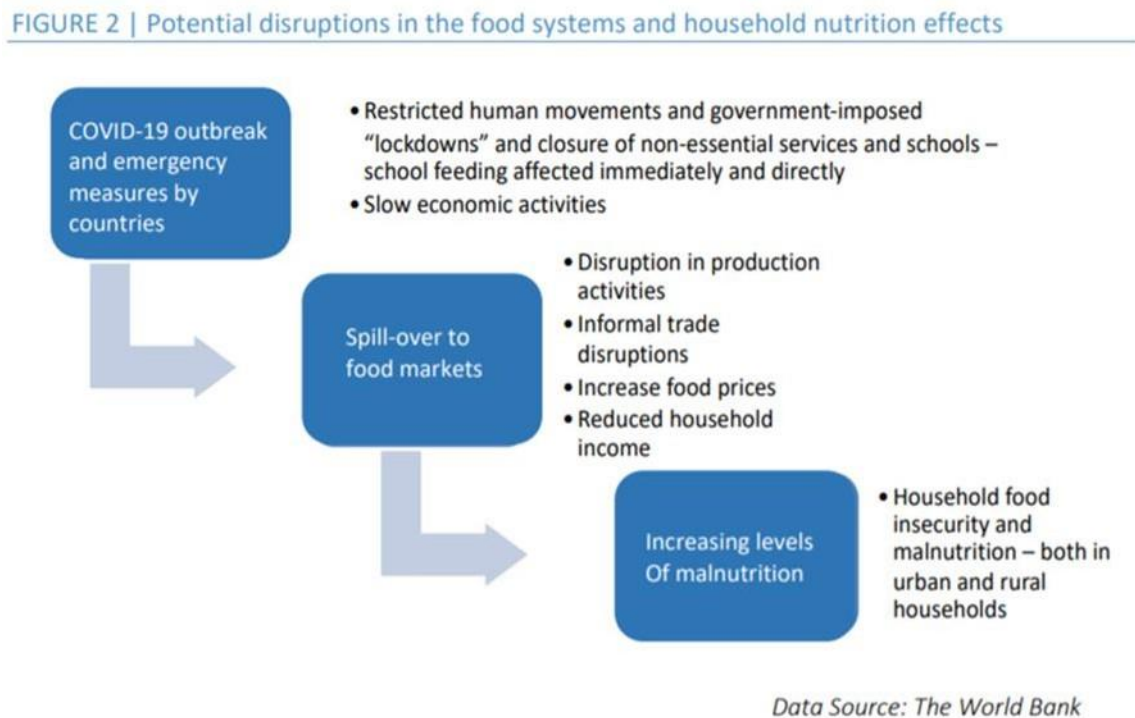 FIGURE 2 | Potential disruptions in the food systems and household nutrition effects
COVID-19 outbreak
and emergency
measures by
countries
• Restricted human movements and government-imposed
“lockdowns” and closure of non-essential services and schools –
school feeding affected immediately and directly
• Slow economic activities
Spill-over to
food markets
• Disruption in production
activities
• Informal trade
disruptions
• Increase food prices
• Reduced household
income
Increasing levels
Of malnutrition
• Household food
insecurity and
malnutrition – both in
urban and rural
households
Data Source: The World Bank